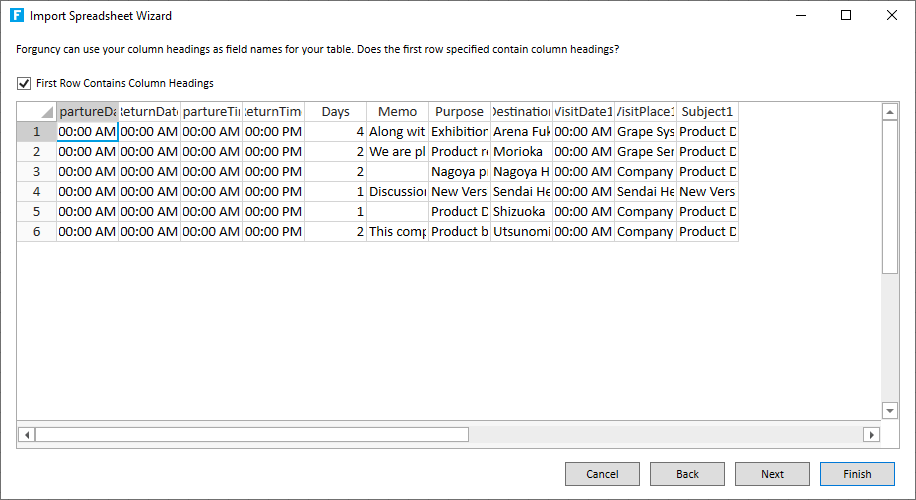 F Import Spreadsheet Wizard
Forguncy can use your column headings as field names for your table. Does the first row specified contain column headings?
First Row Contains Column Headings
partureDa eturnDate partureTi eturnTime Days Memo Purpose Destination VisitDate1 VisitPlace1 Subject1
1 00:00 AM 00:00 AM 00:00 AM 00:00 PM 4 Along wit Exhibition Arena Fuk 00:00 AM Grape Sys Product D
2 00:00 AM 00:00 AM 00:00 AM 00:00 PM 2 We are pl Product re Morioka 00:00 AM Grape Ser Product D
3 00:00 AM 00:00 AM 00:00 AM 00:00 PM 2 Nagoya pr Nagoya H 00:00 AM Company Product D
4 00:00 AM 00:00 AM 00:00 AM 00:00 PM 1 Discussion New Vers Sendai He 00:00 AM Sendai He New Vers
5 00:00 AM 00:00 AM 00:00 AM 00:00 PM 1 Product D Shizuoka 00:00 AM Company Product D
6 00:00 AM 00:00 AM 00:00 AM 00:00 PM 2 This comp Product b Utsunomi 00:00 AM Company Product D
Cancel Back Next Finish